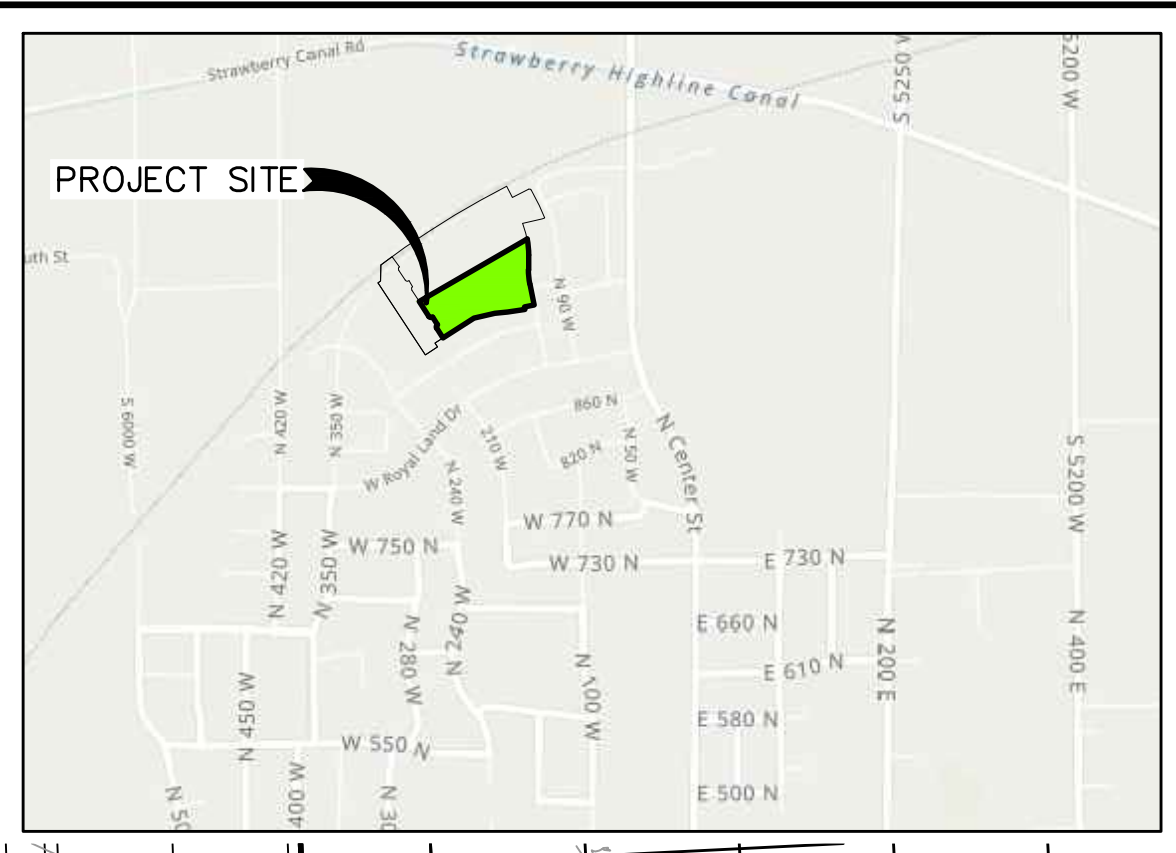 Strawberry Canal Rd
Strawberry Highline Canal
S 5250 W
5200 W
PROJECT SITE
uth St
N 90 W
S 6000 W
N 420 W
N 350 W
W Royal Land Dr
210 W
860 N
820 N
N 50 W
N Center St
N 240 W
S 5200 W
W 770 N
W 750 N
W 730 N
E 730 N
N 420 W
N 350 W
N 280 W
N 240 W
N 100 W
E 660 N
E 610 N
N 200 E
N 400 E
N 450 W
W 550 N
E 580 N
N 50
400 W
E 500 N